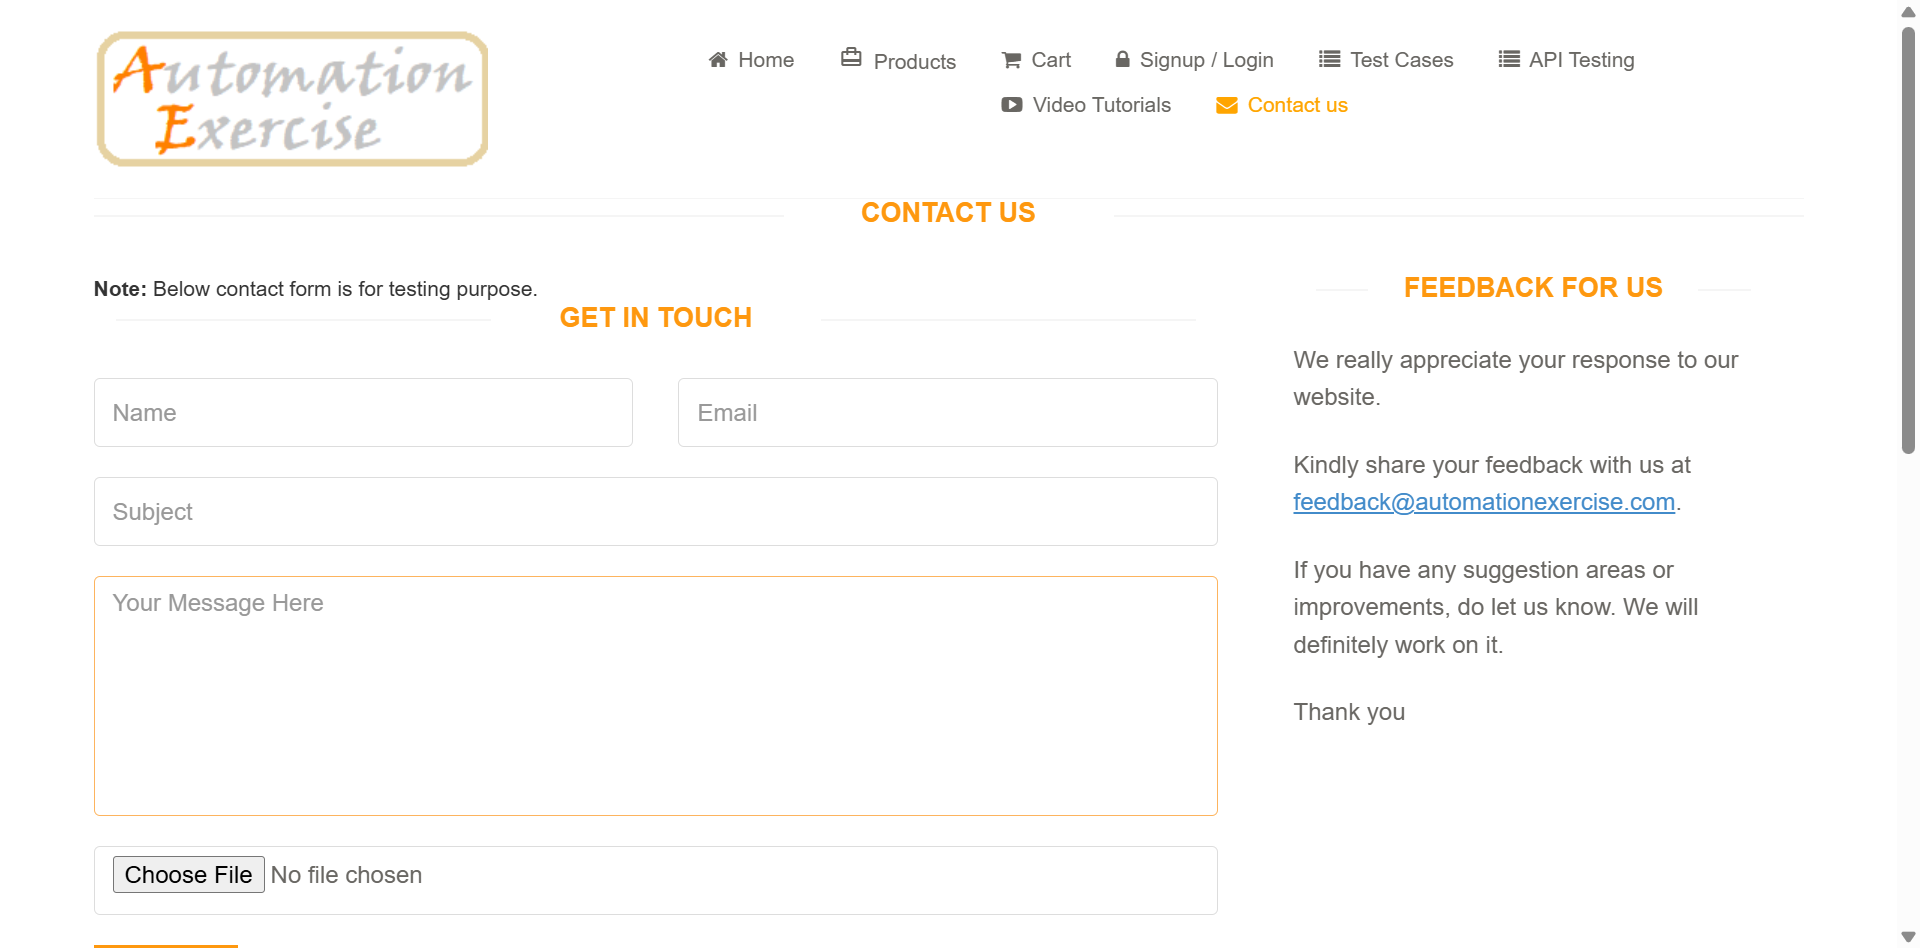 Automation
Exercise
Home
Products
Cart
Signup / Login
Test Cases
API Testing
Video Tutorials
Contact us
CONTACT US
Note: Below contact form is for testing purpose.
GET IN TOUCH
Name
Email
Subject
Your Message Here
Choose File No file chosen
FEEDBACK FOR US
We really appreciate your response to our
website.
Kindly share your feedback with us at
feedback@automationexercise.com.
If you have any suggestion areas or
improvements, do let us know. We will
definitely work on it.
Thank you